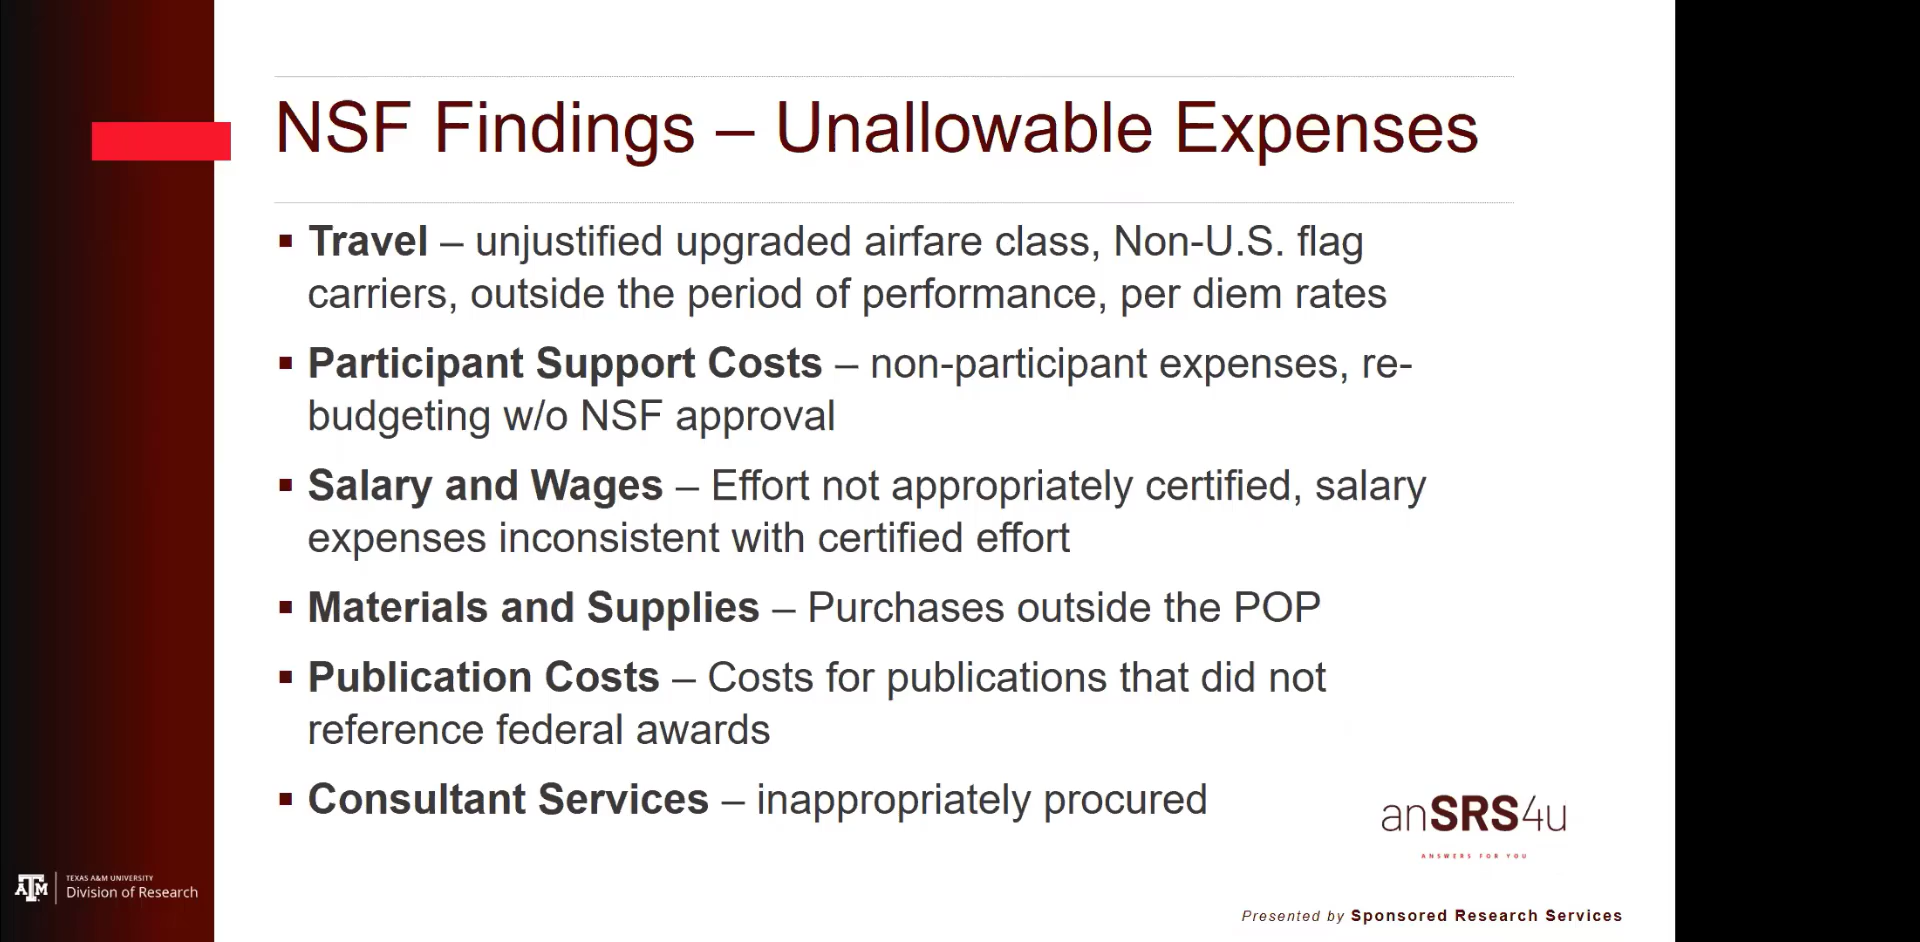 NSF Findings – Unallowable Expenses
▪ Travel – unjustified upgraded airfare class, Non-U.S. flag
carriers, outside the period of performance, per diem rates
▪ Participant Support Costs – non-participant expenses, re-
budgeting w/o NSF approval
▪ Salary and Wages – Effort not appropriately certified, salary
expenses inconsistent with certified effort
▪ Materials and Supplies – Purchases outside the POP
▪ Publication Costs – Costs for publications that did not
reference federal awards
▪ Consultant Services – inappropriately procured
anSRS4u
ANSWERS FOR YOU
ATM
TEXAS A&M UNIVERSITY
Division of Research
Presented by Sponsored Research Services